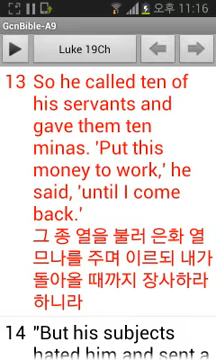 오후 11:16
GcnBible-A9
Luke 19Ch
13 So he called ten of
his servants and
gave them ten
minas. 'Put this
money to work,' he
said, 'until I come
back.'
그 종 열을 불러 은화 열
므나를 주며 이르되 내가
돌아올 때까지 장사하라
하니라
14 "But his subjects
hated him and sent a